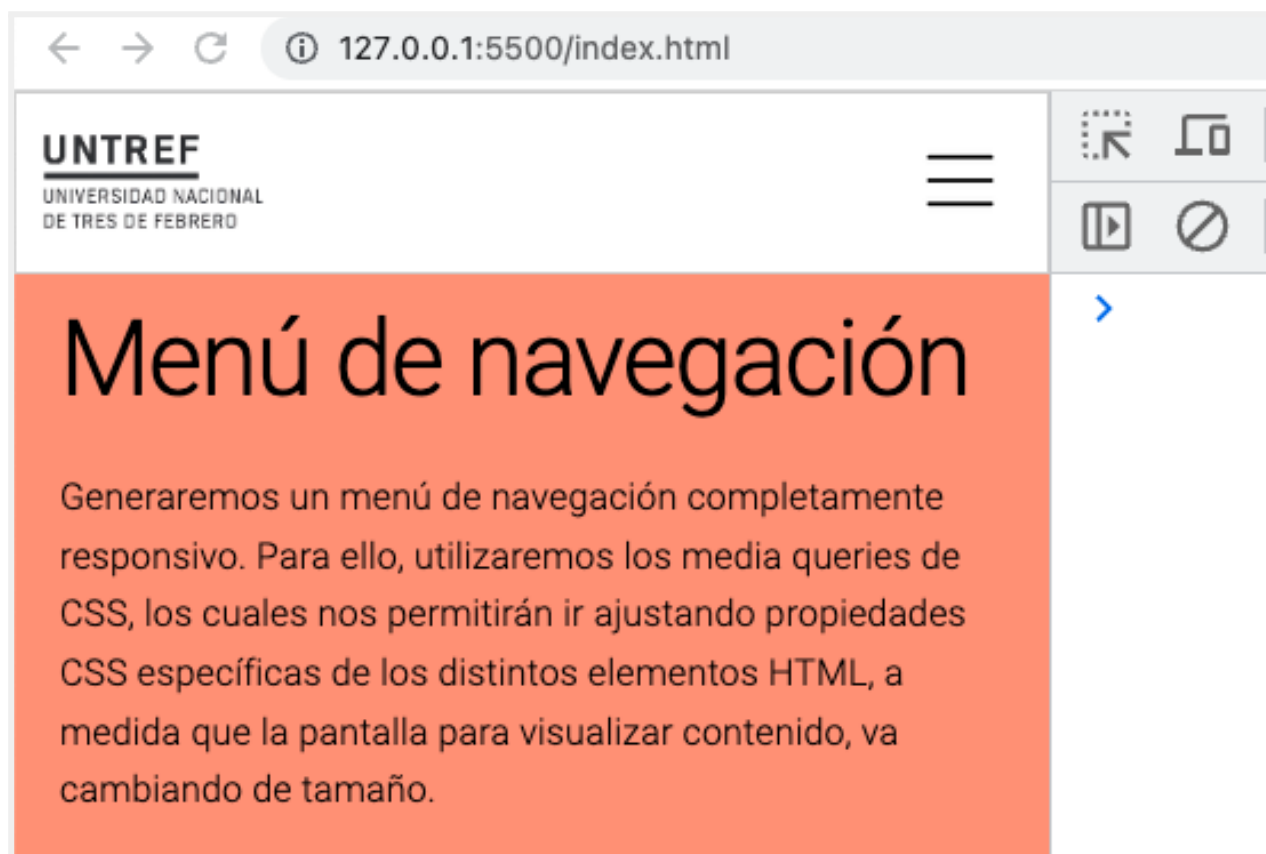 127.0.0.1:5500/index.html
UNTREF
UNIVERSIDAD NACIONAL
DE TRES DE FEBRERO
Menú de navegación
Generaremos un menú de navegación completamente
responsivo. Para ello, utilizaremos los media queries de
CSS, los cuales nos permitirán ir ajustando propiedades
CSS específicas de los distintos elementos HTML, a
medida que la pantalla para visualizar contenido, va
cambiando de tamaño.